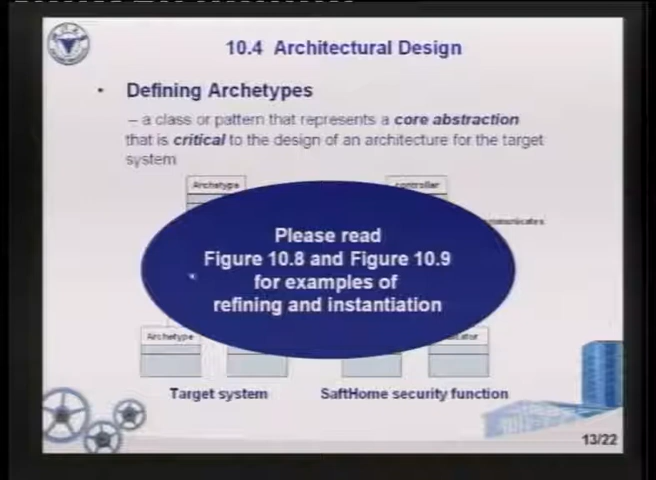 10.4 Architectural Design
• Defining Archetypes
– a class or pattern that represents a core abstraction
that is critical to the design of an architecture for the target
system
Archetype
controller
Please read
Figure 10.8 and Figure 10.9
for examples of
refining and instantiation
Archetype
Target system
SaftHome security function
13/22